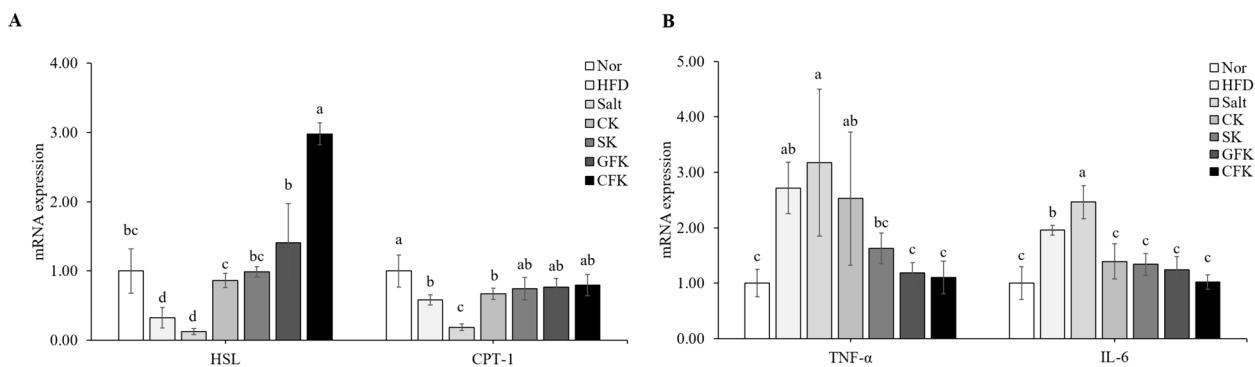 A
mRNA expression
4.00
3.00
2.00
1.00
0.00
bc
d
d
c
bc
b
a
a
b
c
b
ab
ab
ab
HSL
CPT-1
Nor
HFD
Salt
CK
SK
GFK
CFK
B
mRNA expression
5.00
4.00
3.00
2.00
1.00
0.00
c
ab
a
ab
bc
c
c
c
b
a
c
c
c
c
TNF-α
IL-6
Nor
HFD
Salt
CK
SK
GFK
CFK